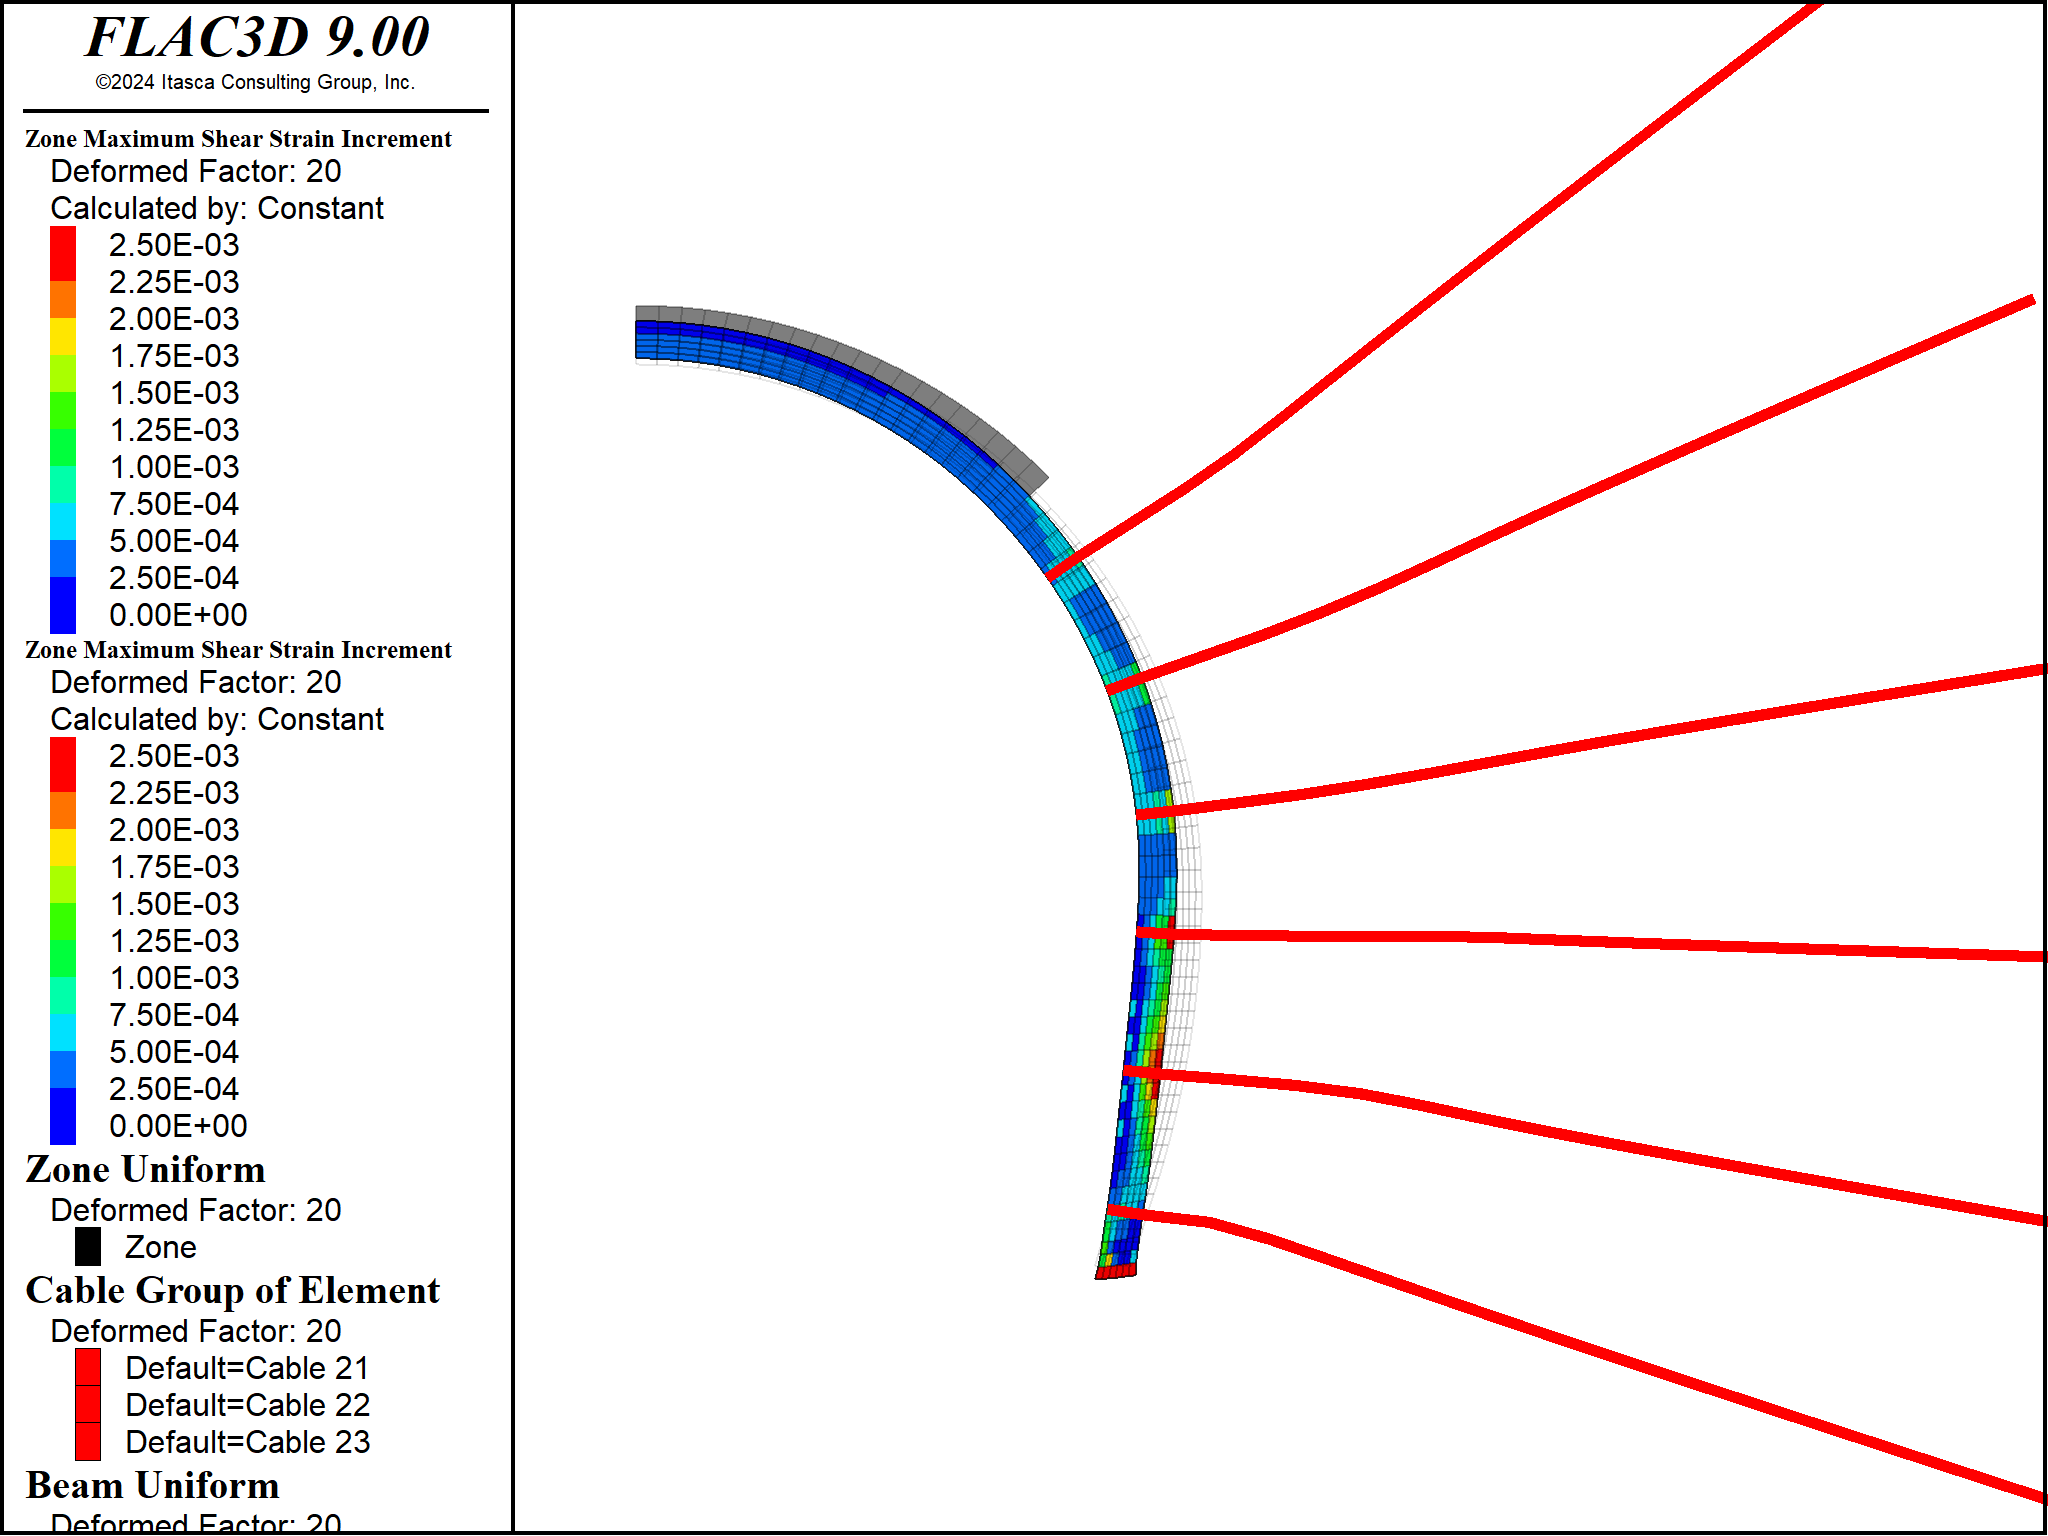 FLAC3D 9.00
©2024 Itasca Consulting Group, Inc.
Zone Maximum Shear Strain Increment
Deformed Factor: 20
Calculated by: Constant
2.50E-03
2.25E-03
2.00E-03
1.75E-03
1.50E-03
1.25E-03
1.00E-03
7.50E-04
5.00E-04
2.50E-04
0.00E+00
Zone Maximum Shear Strain Increment
Deformed Factor: 20
Calculated by: Constant
2.50E-03
2.25E-03
2.00E-03
1.75E-03
1.50E-03
1.25E-03
1.00E-03
7.50E-04
5.00E-04
2.50E-04
0.00E+00
Zone Uniform
Deformed Factor: 20
Zone
Cable Group of Element
Deformed Factor: 20
Default=Cable 21
Default=Cable 22
Default=Cable 23
Beam Uniform
Deformed Factor: 20